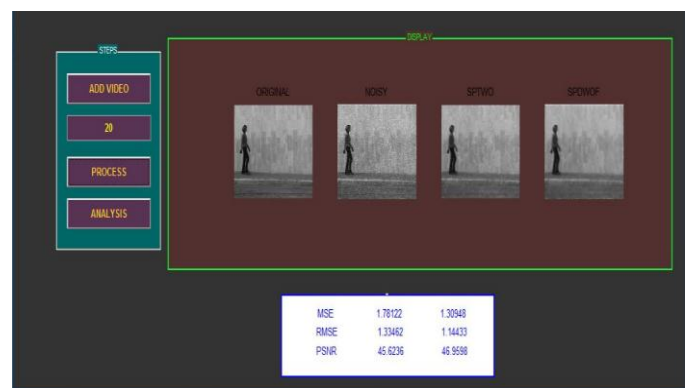 STEPS
DISPLAY
ADD VIDEO
20
PROCESS
ANALYSIS
ORIGINAL
NOISY
SPTWO
SPDWOF
MSE 1.78122 1.30948
RMSE 1.33462 1.14433
PSNR 45.6236 46.9598